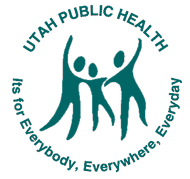 UTAH PUBLIC HEALTH
Its for Everybody, Everywhere, Everyday